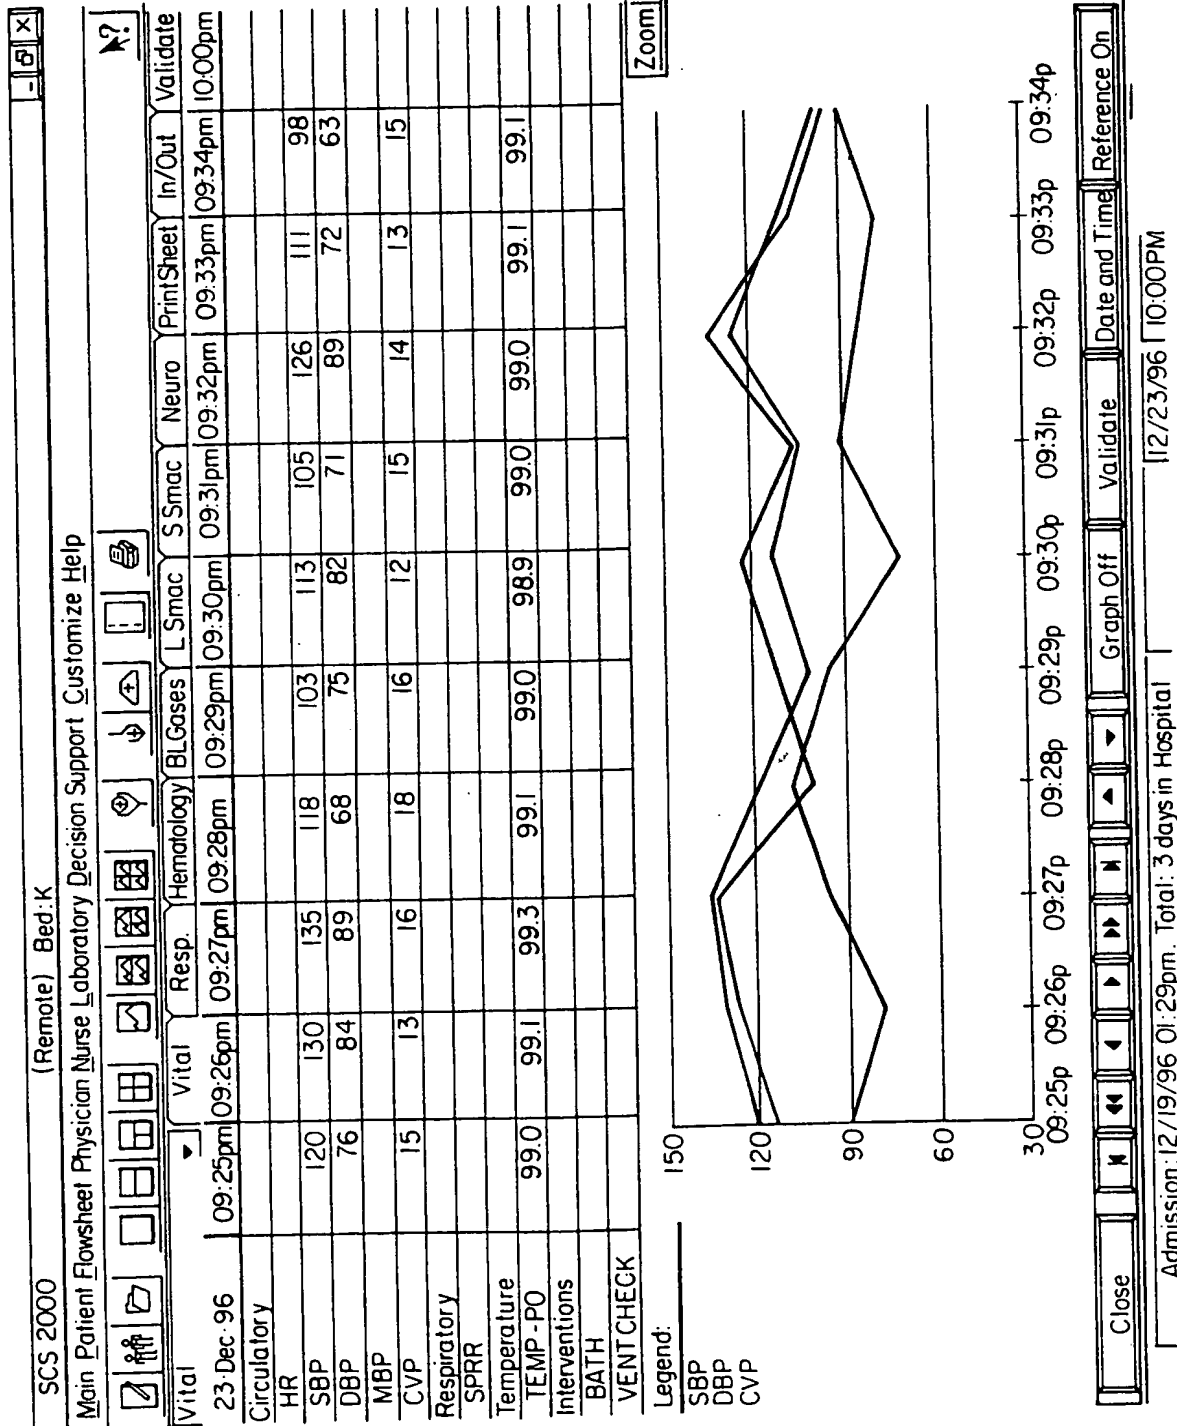 SCS 2000 (Remote) Bed:K
Main Patient Flowsheet Physician Nurse Laboratory Decision Support Customize Help
Vital Vital Resp. Hematology BLGases L Smac S Smac Neuro PrintSheet In/Out Validate
23·Dec·96 09:25pm 09:26pm 09:27pm 09:28pm 09:29pm 09:30pm 09:31pm 09:32pm 09:33pm 09:34pm 10:00pm
Circulatory
HR
SBP 120 130 135 118 103 113 105 126 111 98
DBP 76 84 89 68 75 82 71 89 72 63
MBP
CVP 15 13 16 18 16 12 15 14 13 15
Respiratory
SPRR
Temperature
TEMP-PO 99.0 99.1 99.3 99.1 99.0 98.9 99.0 99.0 99.1 99.1
Interventions
BATH
VENT CHECK
Legend: Zoom
SBP
DBP
CVP
150
120
90
60
30
09:25p 09:26p 09:27p 09:28p 09:29p 09:30p 09:31p 09:32p 09:33p 09:34p
Close Graph Off Validate Date and Time Reference On
Admission: 12/19/96 01:29pm. Total: 3 days in Hospital 12/23/96 10:00PM